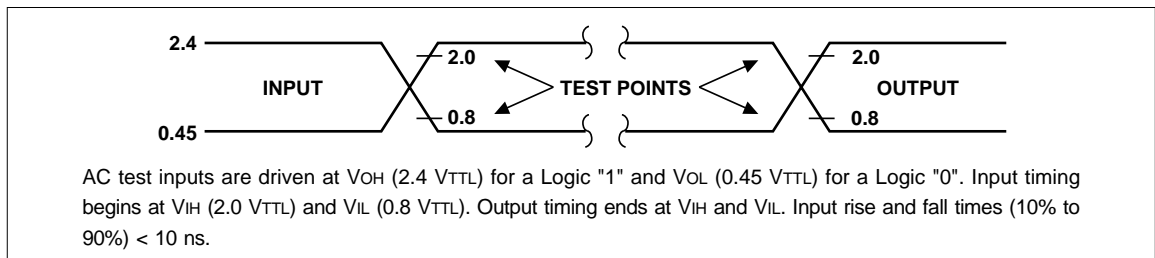 2.4
2.0
2.0
INPUT
TEST POINTS
OUTPUT
0.8
0.8
0.45
AC test inputs are driven at VOH (2.4 VTTL) for a Logic "1" and VOL (0.45 VTTL) for a Logic "0". Input timing
begins at VIH (2.0 VTTL) and VIL (0.8 VTTL). Output timing ends at VIH and VIL. Input rise and fall times (10% to
90%) < 10 ns.